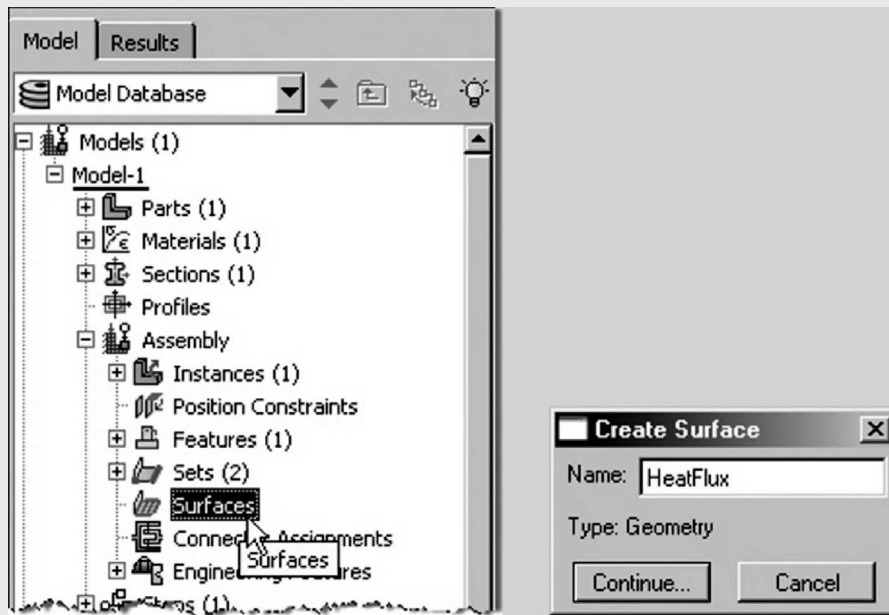 Model Results
Model Database
Models (1)
Model-1
Parts (1)
Materials (1)
Sections (1)
Profiles
Assembly
Instances (1)
Position Constraints
Features (1)
Sets (2)
Surfaces
Connector Assignments
Surfaces
Engineering Features
Steps (1)
Create Surface
Name: HeatFlux
Type: Geometry
Continue... Cancel